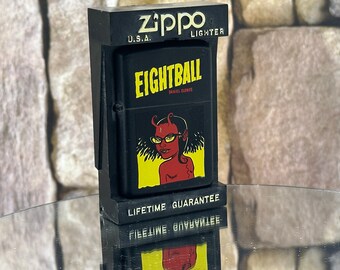 zippo
U.S.A. LIGHTER
EIGHTBALL
LIFETIME GUARANTEE